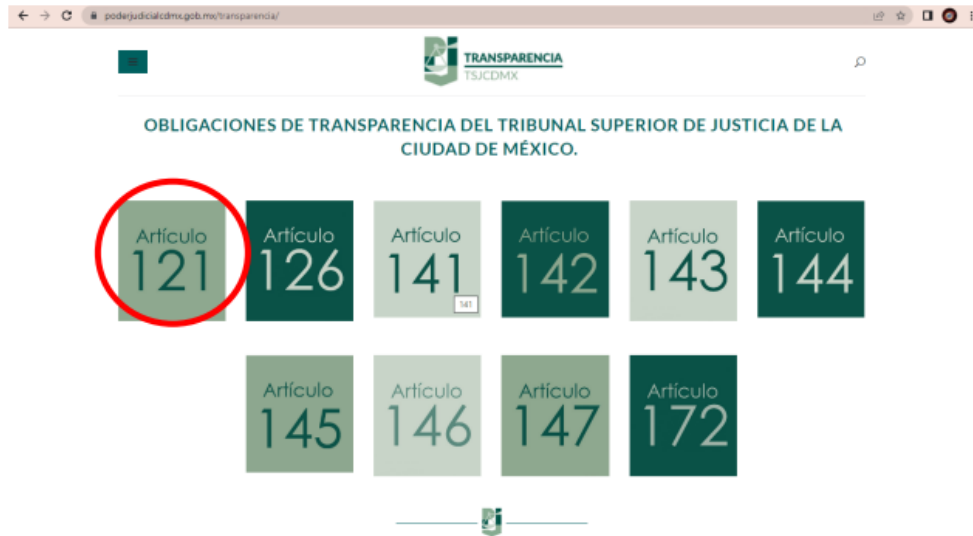 poderjudicialcdmx.gob.mx/transparencia/
TRANSPARENCIA
TSJCDMX
OBLIGACIONES DE TRANSPARENCIA DEL TRIBUNAL SUPERIOR DE JUSTICIA DE LA
CIUDAD DE MÉXICO.
Artículo
121
Artículo
126
Artículo
141
141
Artículo
142
Artículo
143
Artículo
144
Artículo
145
Artículo
146
Artículo
147
Artículo
172